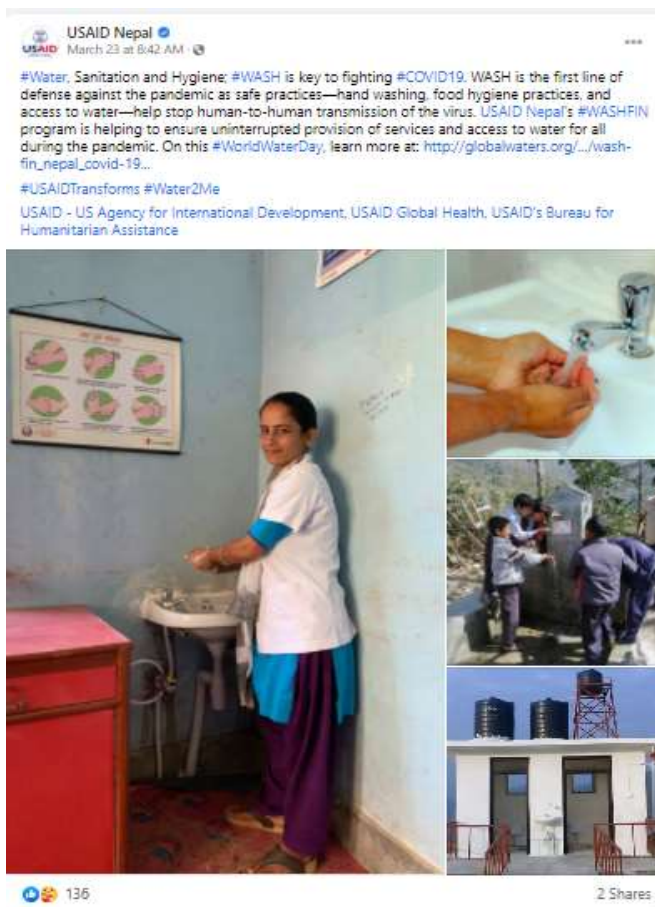 USAID Nepal
USAID
March 23 at 8:42 AM ·
#Water, Sanitation and Hygiene; #WASH is key to fighting #COVID19. WASH is the first line of
defense against the pandemic as safe practices—hand washing, food hygiene practices, and
access to water—help stop human-to-human transmission of the virus. USAID Nepal's #WASHFIN
program is helping to ensure uninterrupted provision of services and access to water for all
during the pandemic. On this #WorldWaterDay, learn more at: http://globalwaters.org/.../wash-
fin_nepal_covid-19...
#USAIDTransforms #Water2Me
USAID - US Agency for International Development, USAID Global Health, USAID's Bureau for
Humanitarian Assistance
136
2 Shares